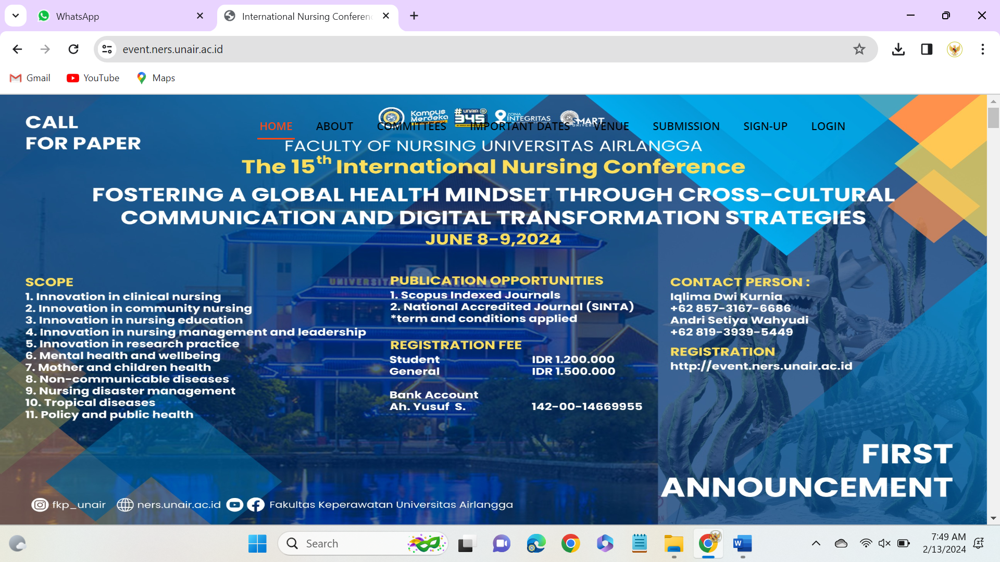 WhatsApp
International Nursing Conferenc
event.ners.unair.ac.id
Gmail
YouTube
Maps
CALL
FOR PAPER
Kampus
Merdeka
#UNAIR
345
ZONA
INTEGRITAS
SMART
UNIVERSITY
HOME
ABOUT
COMMITTEES
IMPORTANT DATES
VENUE
SUBMISSION
SIGN-UP
LOGIN
FACULTY OF NURSING UNIVERSITAS AIRLANGGA
The 15th International Nursing Conference
FOSTERING A GLOBAL HEALTH MINDSET THROUGH CROSS-CULTURAL
COMMUNICATION AND DIGITAL TRANSFORMATION STRATEGIES
JUNE 8-9,2024
SCOPE
1. Innovation in clinical nursing
2. Innovation in community nursing
3. Innovation in nursing education
4. Innovation in nursing management and leadership
5. Innovation in research practice
6. Mental health and wellbeing
7. Mother and children health
8. Non-communicable diseases
9. Nursing disaster management
10. Tropical diseases
11. Policy and public health
UNIVERSITAS AIRLANGGA
PUBLICATION OPPORTUNITIES
1. Scopus Indexed Journals
2. National Accredited Journal (SINTA)
*term and conditions applied
REGISTRATION FEE
Student IDR 1.200.000
General IDR 1.500.000
Bank Account
Ah. Yusuf S. 142-00-14669955
CONTACT PERSON :
Iqlima Dwi Kurnia
+62 857-3167-6686
Andri Setiya Wahyudi
+62 819-3939-5449
REGISTRATION
http://event.ners.unair.ac.id
FIRST
ANNOUNCEMENT
fkp_unair
ners.unair.ac.id
Fakultas Keperawatan Universitas Airlangga
Search
7:49 AM
2/13/2024